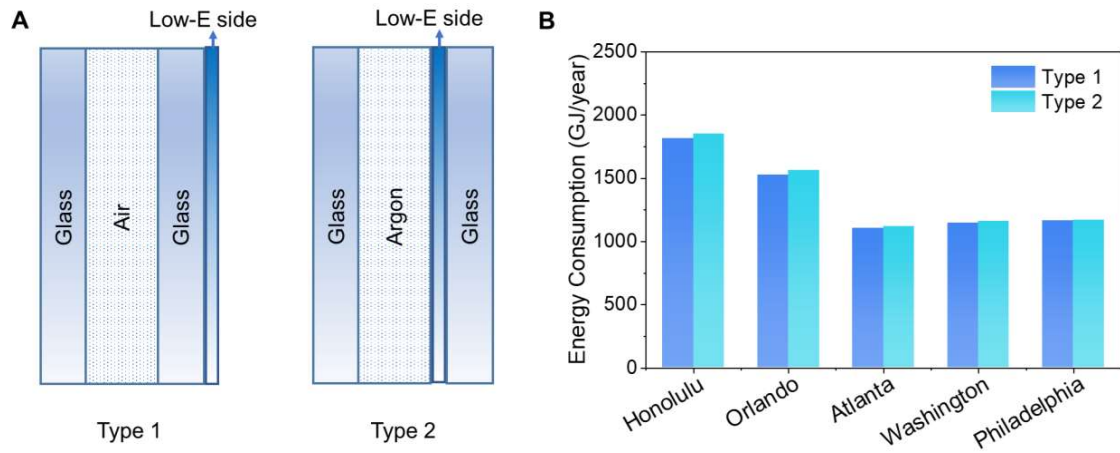 A
Low-E side
Low-E side
Glass
Air
Glass
Glass
Argon
Glass
Type 1
Type 2
B
Energy Consumption (GJ/year)
2500
2000
1500
1000
500
0
Type 1
Type 2
Honolulu
Orlando
Atlanta
Washington
Philadelphia